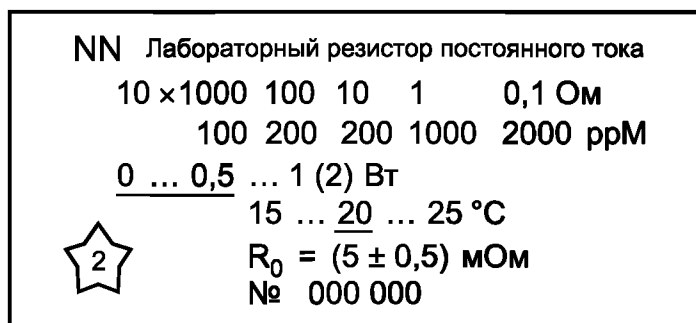 NN Лабораторный резистор постоянного тока
10 ×1000 100 10 1 0,1 Ом
100 200 200 1000 2000 ppM
0 ... 0,5 ... 1 (2) Вт
15 ... 20 ... 25 °C
2
R₀ = (5 ± 0,5) мОм
№ 000 000